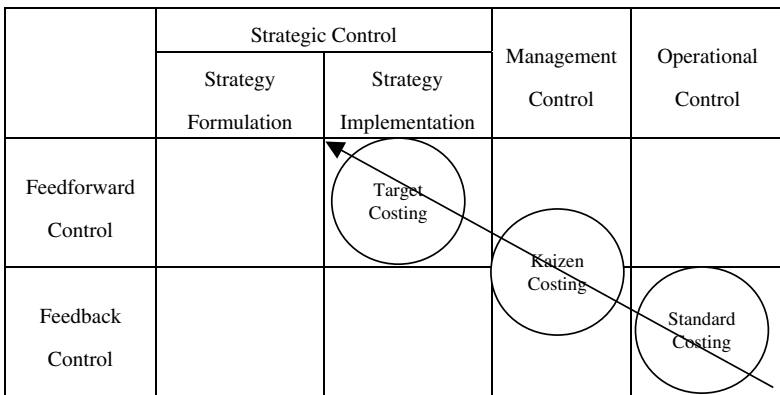 Strategic Control
Management
Control
Operational
Control
Strategy
Formulation
Strategy
Implementation
Feedforward
Control
Target
Costing
Kaizen
Costing
Feedback
Control
Standard
Costing